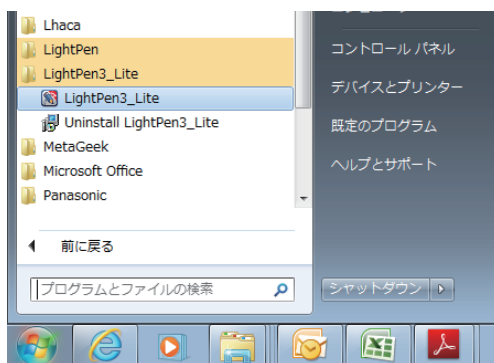 Lhaca
LightPen
LightPen3_Lite
LightPen3_Lite
Uninstall LightPen3_Lite
MetaGeek
Microsoft Office
Panasonic
前に戻る
プログラムとファイルの検索
コントロール パネル
デバイスとプリンター
既定のプログラム
ヘルプとサポート
シャットダウン